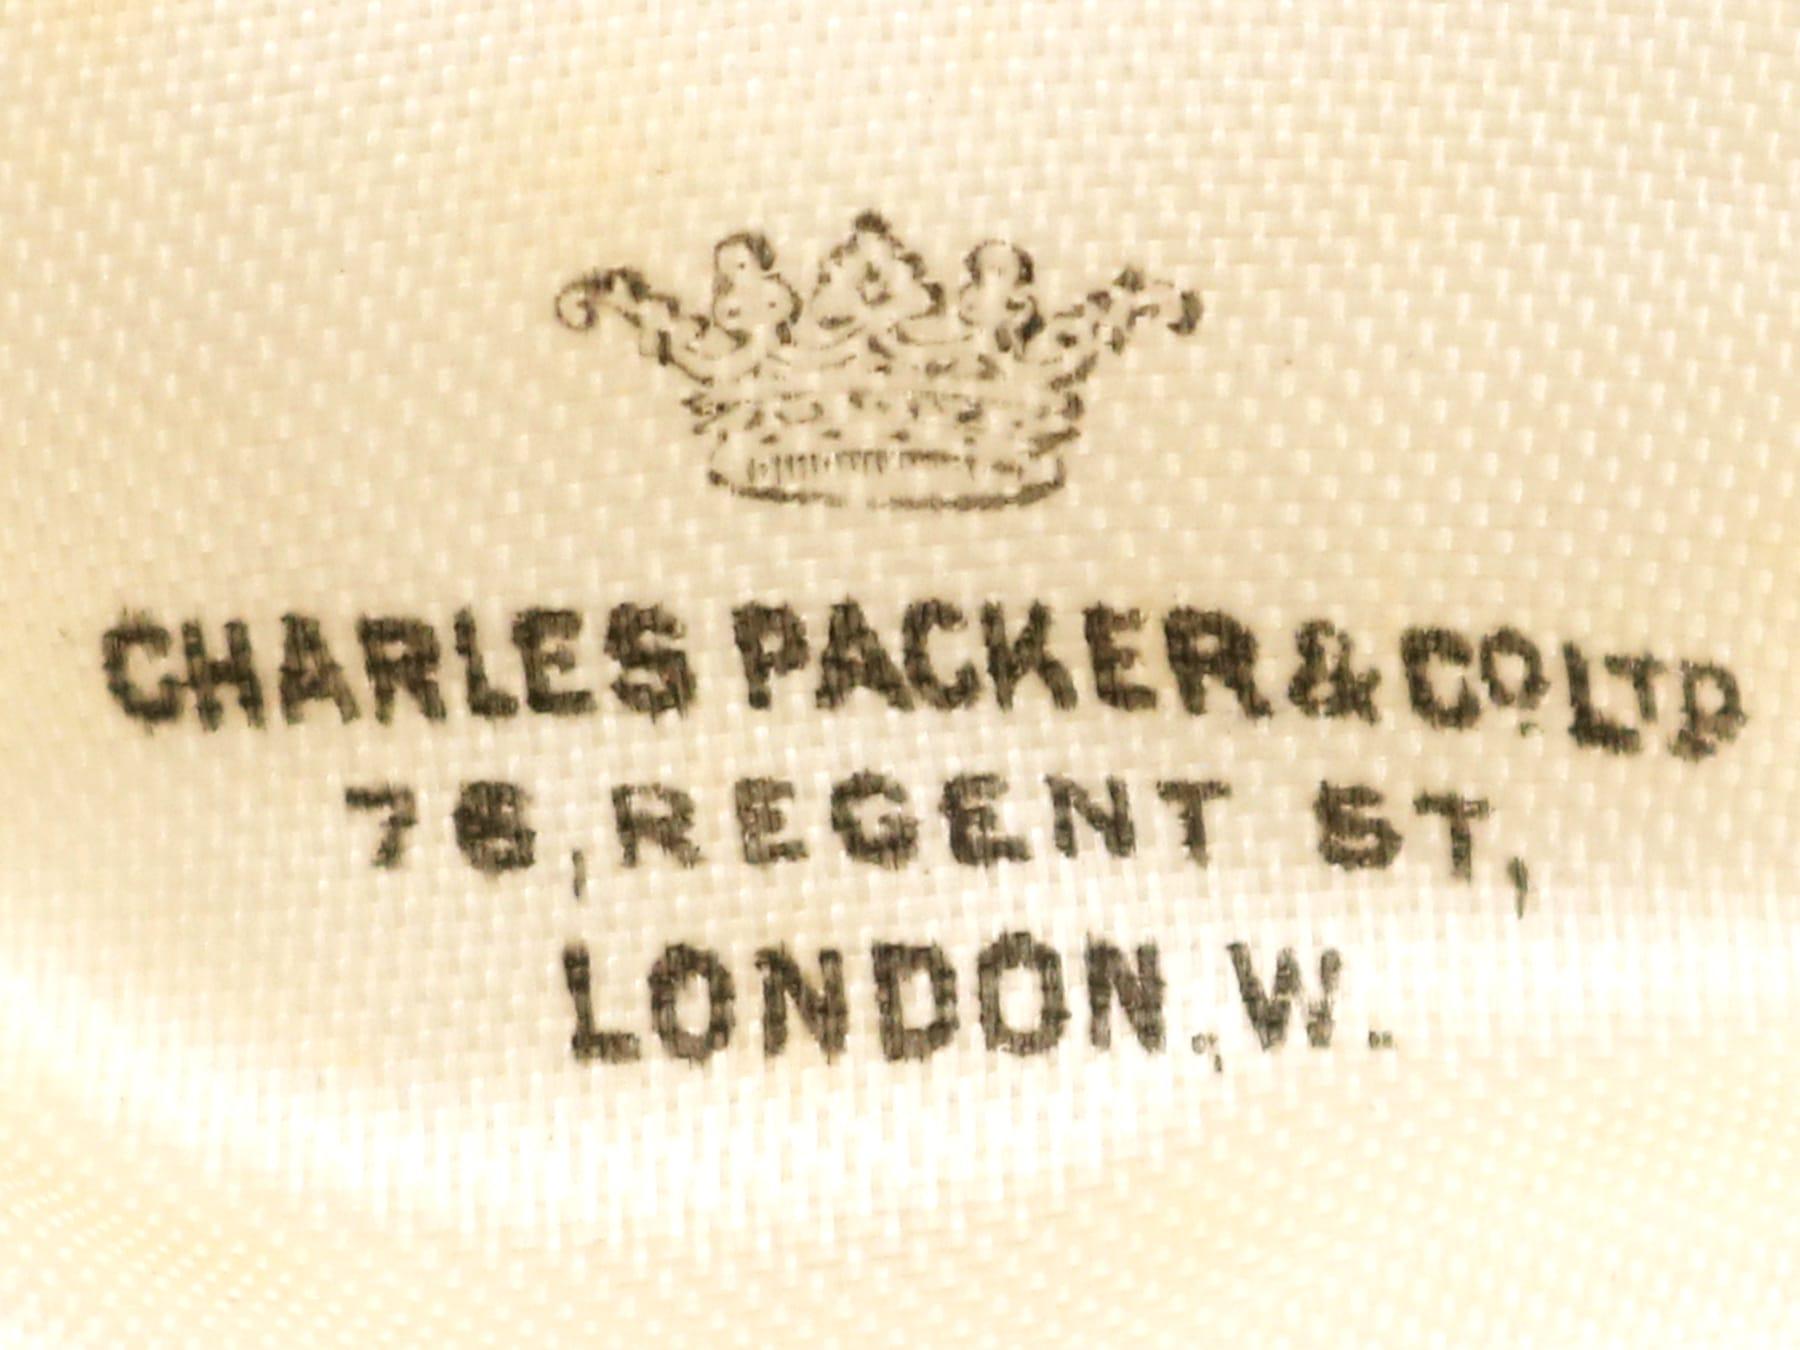 CHARLES PACKER & CO LTD
76, REGENT ST,
LONDON. W.